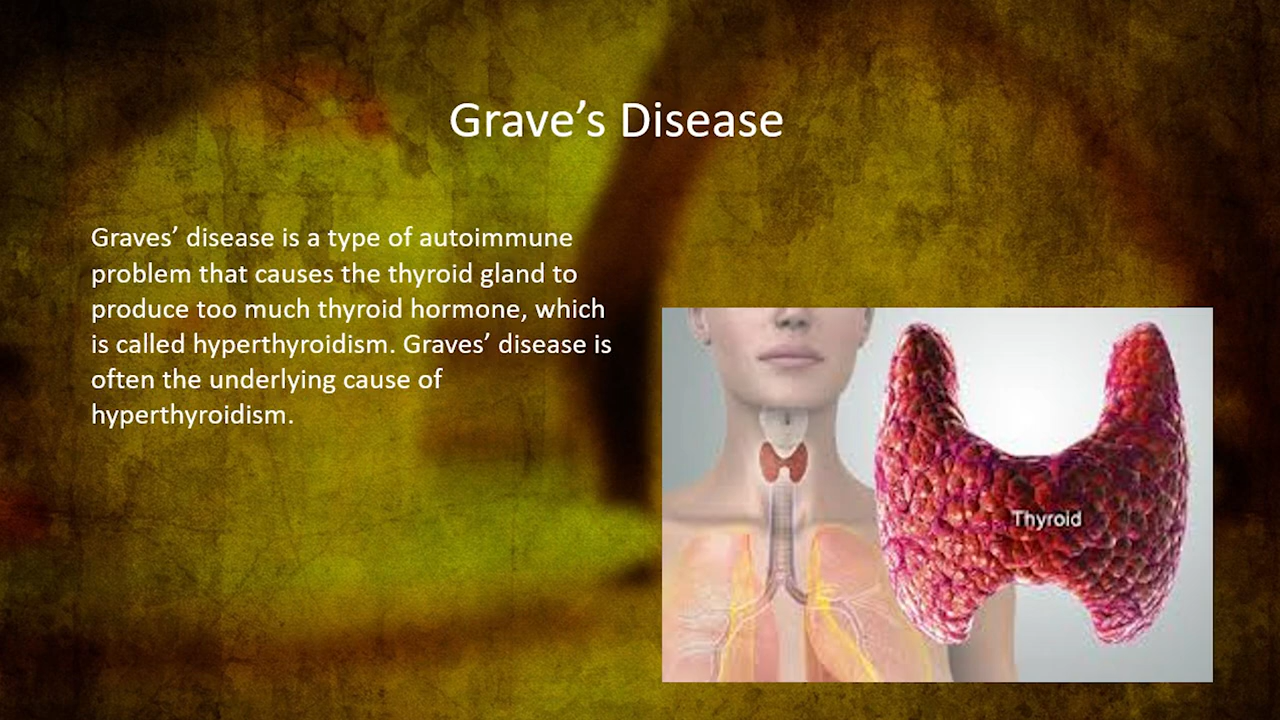 Grave’s Disease
Graves’ disease is a type of autoimmune
problem that causes the thyroid gland to
produce too much thyroid hormone, which
is called hyperthyroidism. Graves’ disease is
often the underlying cause of
hyperthyroidism.
Thyroid